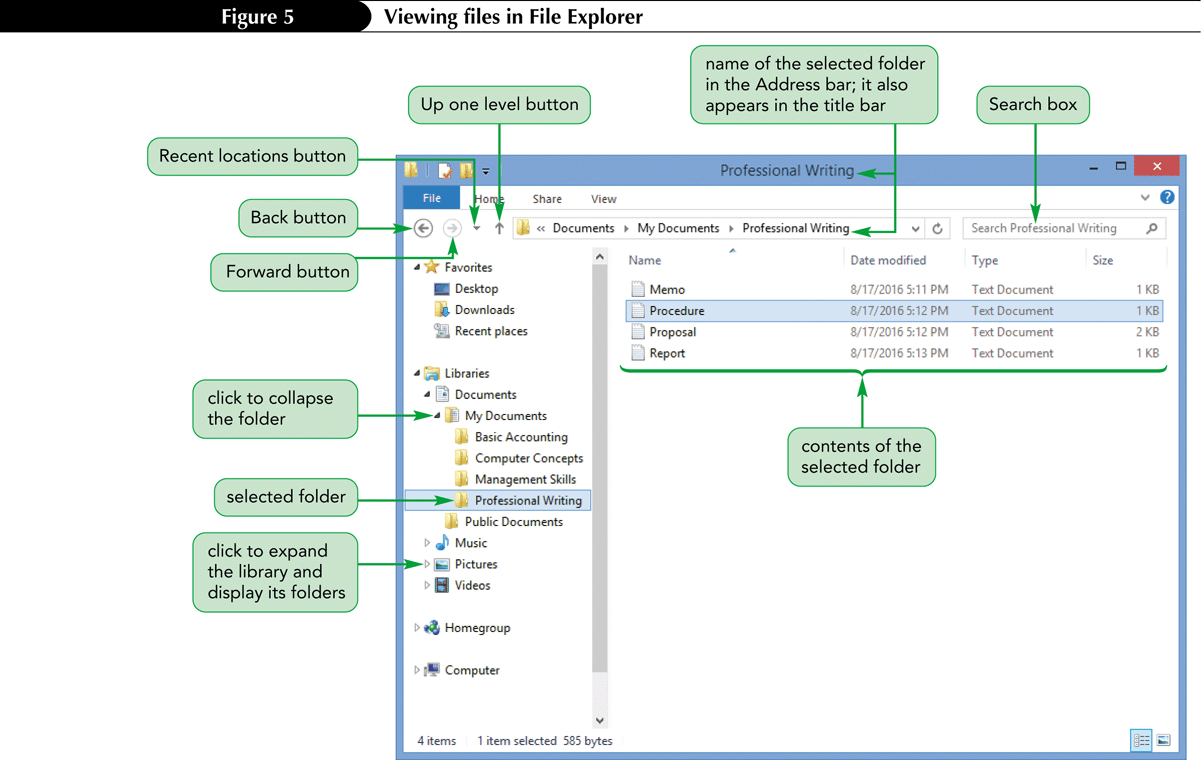 Figure 5 Viewing files in File Explorer
name of the selected folder
in the Address bar; it also
appears in the title bar
Up one level button
Search box
Recent locations button
Professional Writing
File Home Share View
Back button
« Documents My Documents Professional Writing
Search Professional Writing
Forward button
Name Date modified Type Size
Memo 8/17/2016 5:11 PM Text Document 1 KB
Procedure 8/17/2016 5:12 PM Text Document 1 KB
Proposal 8/17/2016 5:12 PM Text Document 2 KB
Report 8/17/2016 5:13 PM Text Document 1 KB
Favorites
Desktop
Downloads
Recent places
Libraries
Documents
My Documents
Basic Accounting
Computer Concepts
Management Skills
Professional Writing
Public Documents
Music
Pictures
Videos
Homegroup
Computer
click to collapse
the folder
contents of the
selected folder
selected folder
click to expand
the library and
display its folders
4 items 1 item selected 585 bytes